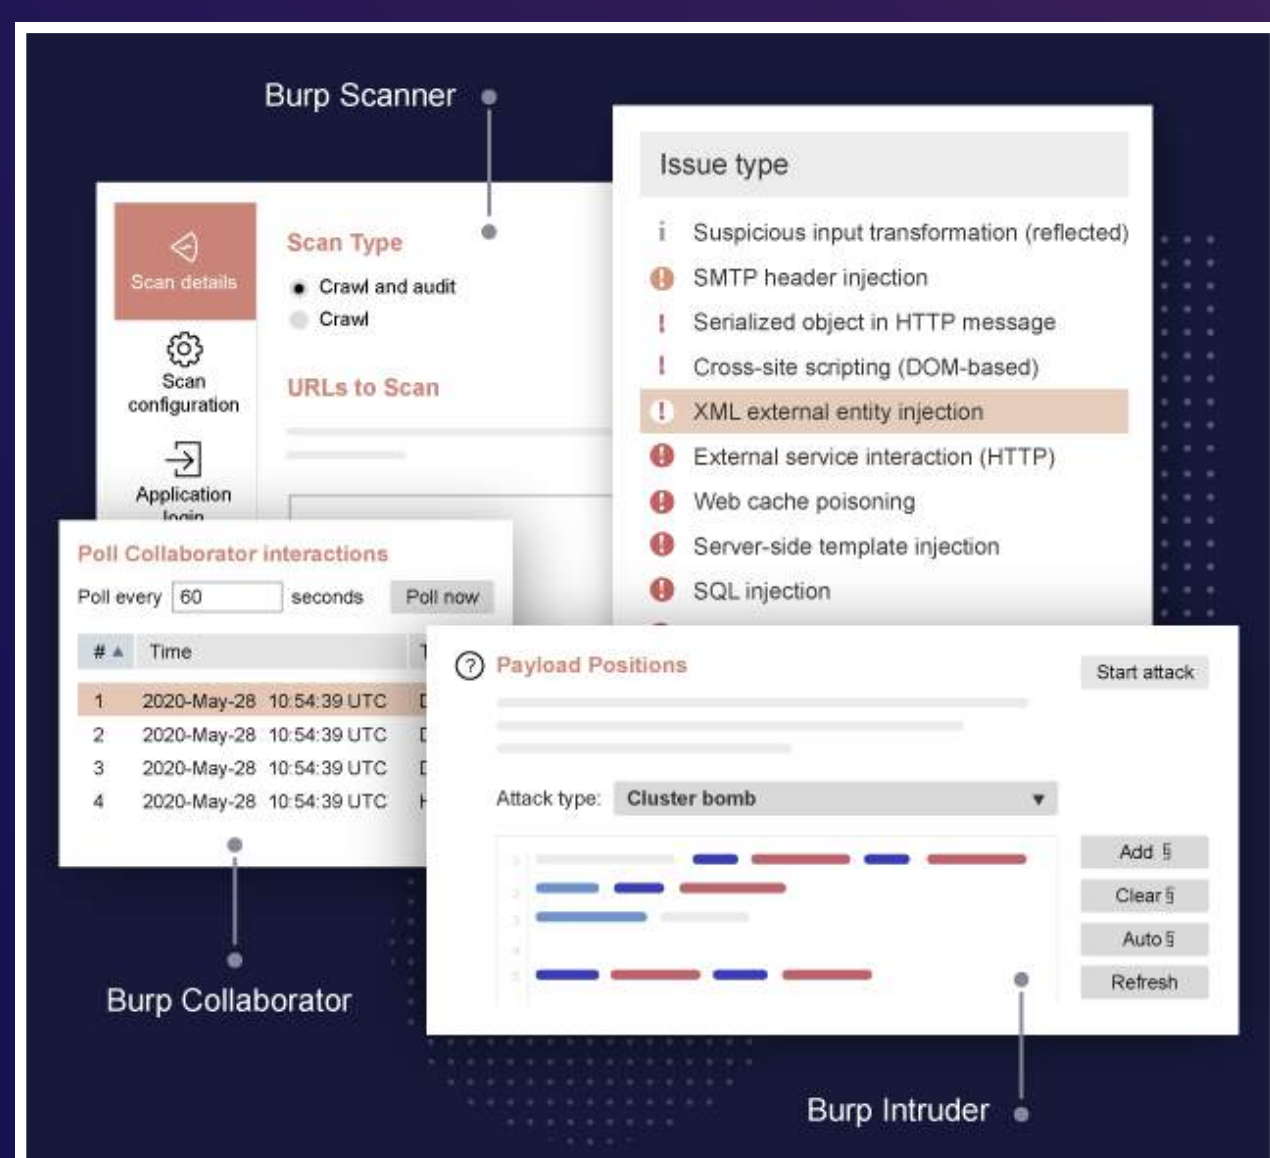 Burp Scanner
Scan details
Scan
configuration
Application
login
Scan Type
Crawl and audit
Crawl
URLs to Scan
Issue type
Suspicious input transformation (reflected)
SMTP header injection
Serialized object in HTTP message
Cross-site scripting (DOM-based)
XML external entity injection
External service interaction (HTTP)
Web cache poisoning
Server-side template injection
SQL injection
Poll Collaborator interactions
Poll every 60 seconds Poll now
# Time
1 2020-May-28 10:54:39 UTC
2 2020-May-28 10:54:39 UTC
3 2020-May-28 10:54:39 UTC
4 2020-May-28 10:54:39 UTC
Burp Collaborator
Payload Positions
Start attack
Attack type: Cluster bomb
Add §
Clear §
Auto §
Refresh
Burp Intruder